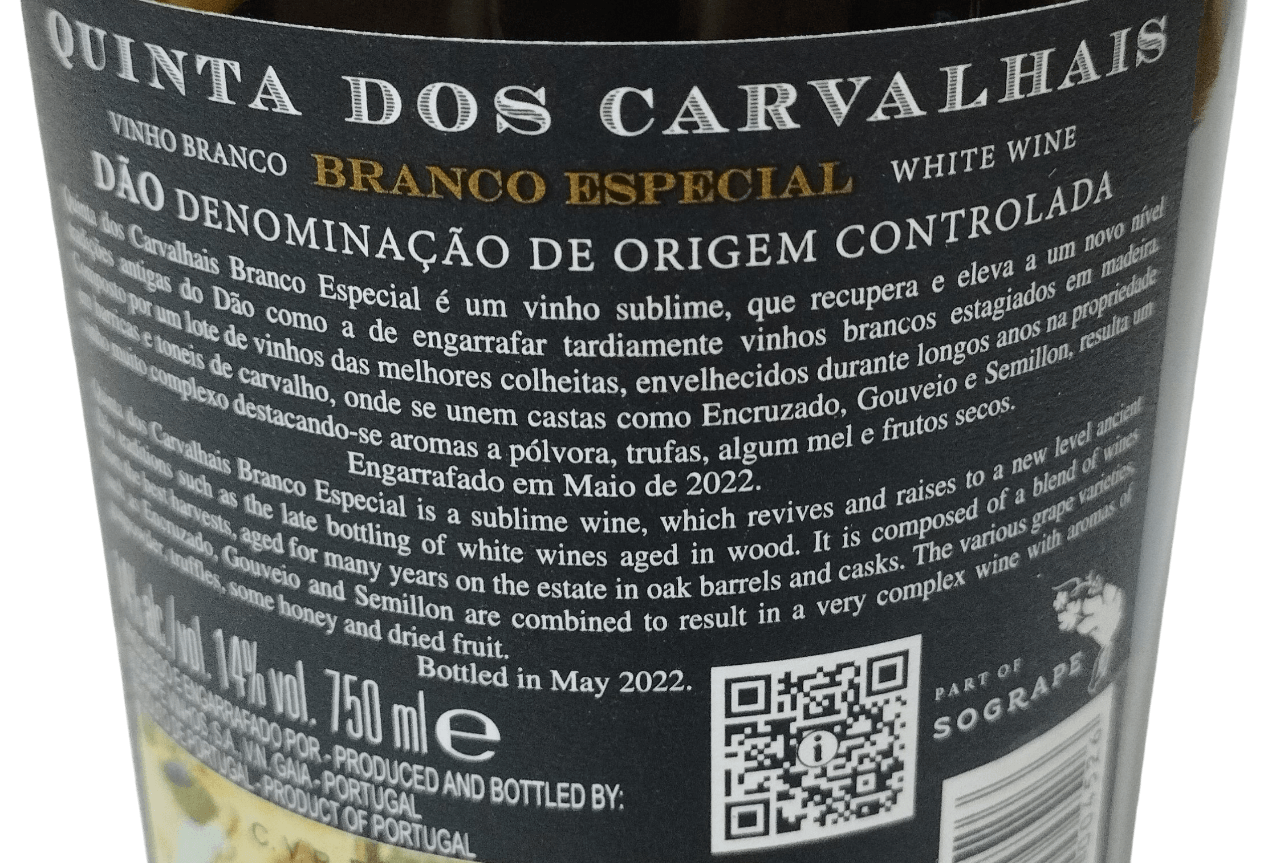 QUINTA DOS CARVALHAIS
VINHO BRANCO BRANCO ESPECIAL WHITE WINE
DÃO DENOMINAÇÃO DE ORIGEM CONTROLADA
Quinta dos Carvalhais Branco Especial é um vinho sublime, que recupera e eleva a um novo nível
tradições antigas do Dão como a de engarrafar tardiamente vinhos brancos estagiados em madeira.
Composto por um lote de vinhos das melhores colheitas, envelhecidos durante longos anos na propriedade
em barricas e toneis de carvalho, onde se unem castas como Encruzado, Gouveio e Semillon, resulta um
vinho muito complexo destacando-se aromas a pólvora, trufas, algum mel e frutos secos.
Engarrafado em Maio de 2022.
Quinta dos Carvalhais Branco Especial is a sublime wine, which revives and raises to a new level ancient
Dão traditions such as the late bottling of white wines aged in wood. It is composed of a blend of wines
from the best harvests, aged for many years on the estate in oak barrels and casks. The various grape varieties,
Encruzado, Gouveio and Semillon are combined to result in a very complex wine with aromas of
truffles, some honey and dried fruit.
Bottled in May 2022.
alc./vol. 14% vol. 750 ml e
ENGARRAFADO POR - PRODUCED AND BOTTLED BY:
S.A., V.N. GAIA - PORTUGAL
PORTUGAL - PRODUCT OF PORTUGAL
PART OF
SOGRAPE
C.V.R.